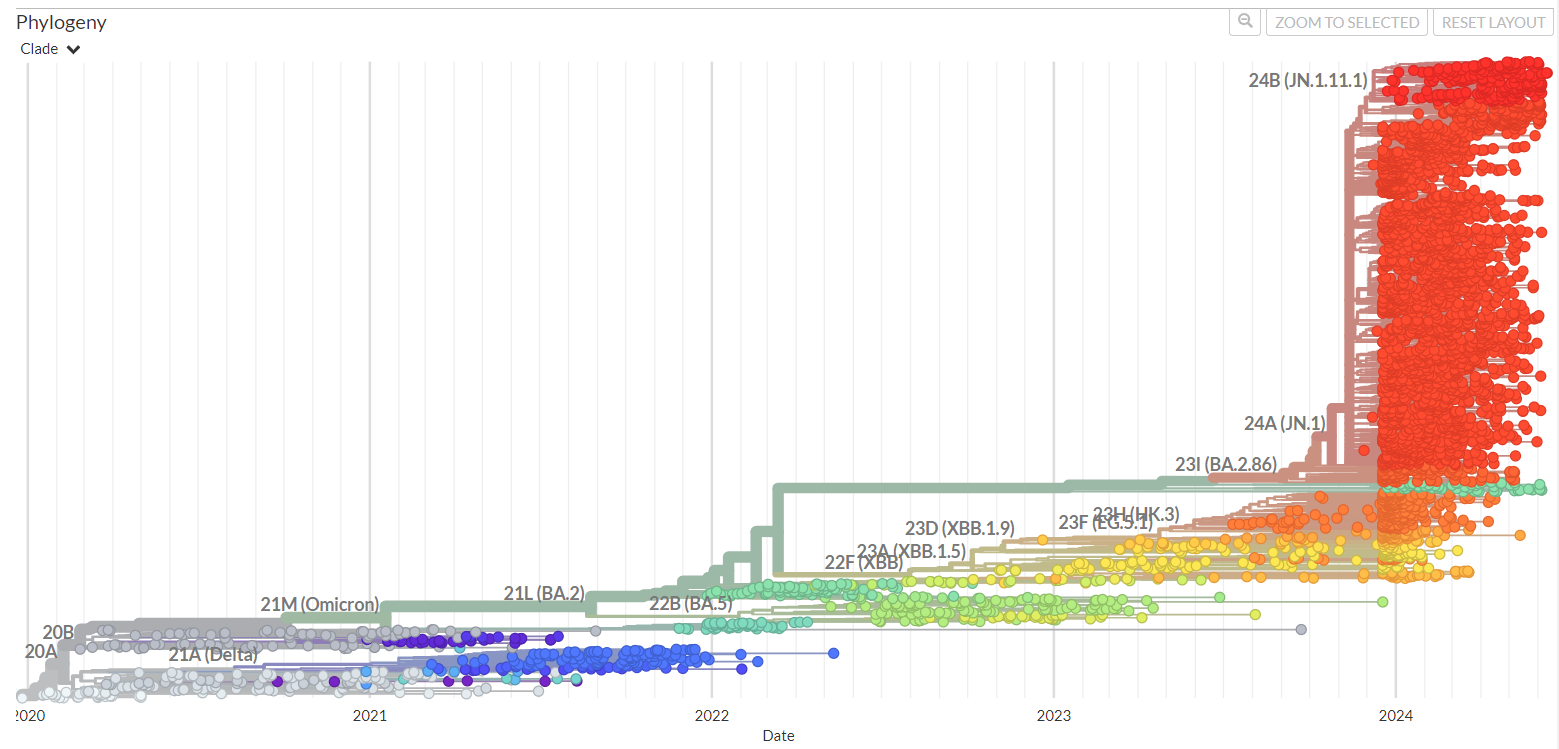 Phylogeny
ZOOM TO SELECTED
RESET LAYOUT
Clade
24B (JN.1.11.1)
24A (JN.1)
23I (BA.2.86)
23H (HK.3)
23F (EG.5.1)
23D (XBB.1.9)
23A (XBB.1.5)
22F (XBB)
21L (BA.2)
22B (BA.5)
21M (Omicron)
20B
20A
21A (Delta)
2020 2021 2022 2023 2024
Date